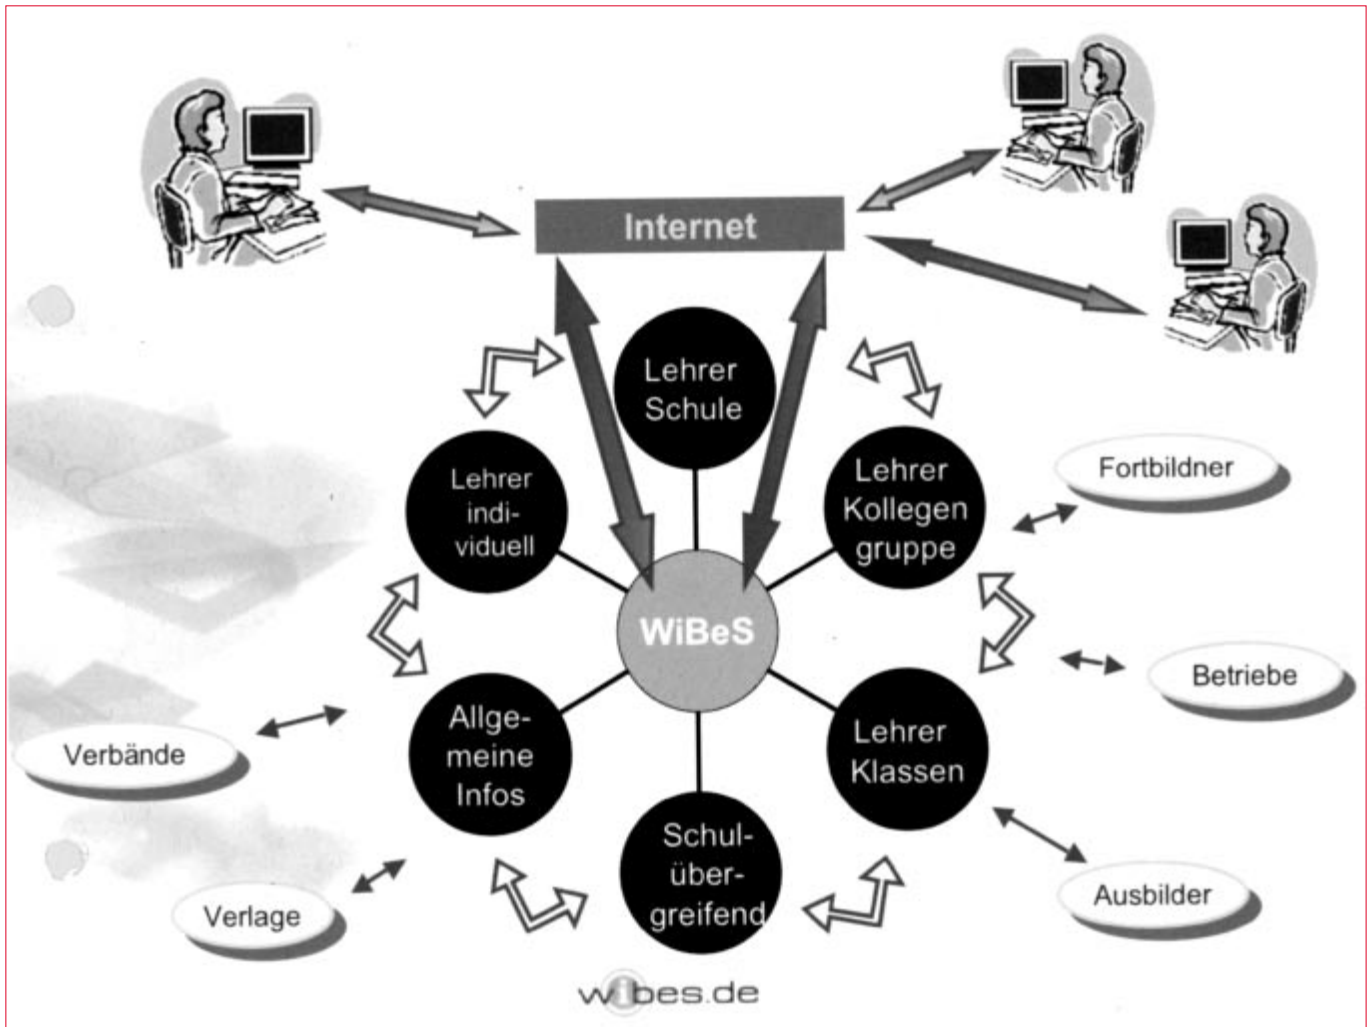 Internet
Lehrer
Schule
Lehrer
indi-
viduell
Lehrer
Kollegen
gruppe
Fortbildner
WiBeS
Betriebe
Allge-
meine
Infos
Lehrer
Klassen
Verbände
Schul-
über-
greifend
Ausbilder
Verlage
wibes.de